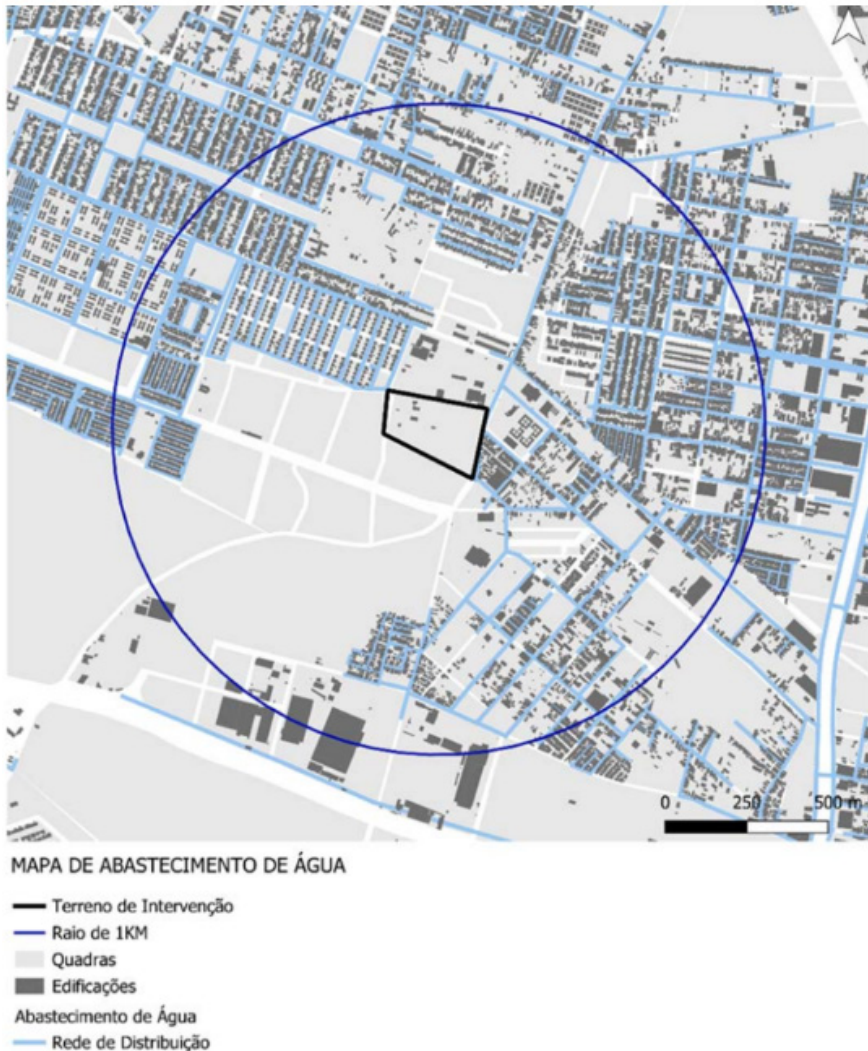 0 250 500 m
MAPA DE ABASTECIMENTO DE ÁGUA
Terreno de Intervenção
Raio de 1KM
Quadras
Edificações
Abastecimento de Água
Rede de Distribuição